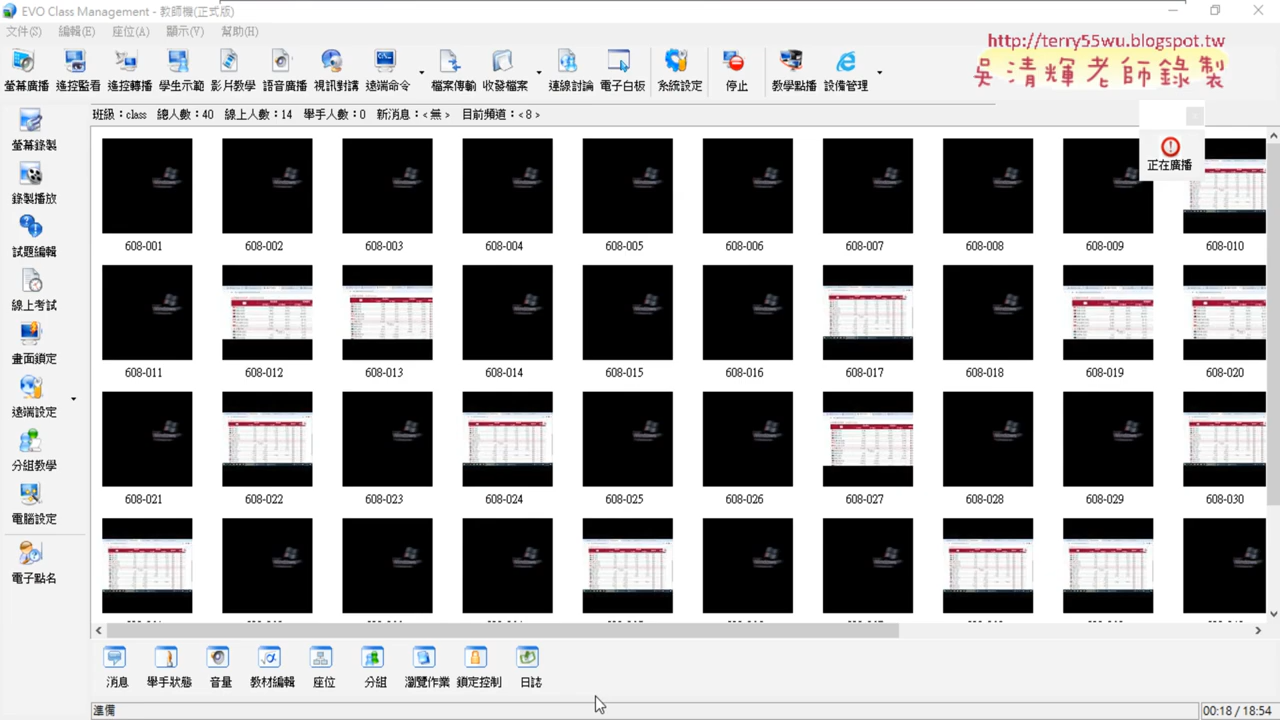 EVO Class Management - 教師機(正式版)
文件(S) 編輯(E) 座位(A) 顯示(V) 幫助(H)
http://terry55wu.blogspot.tw
吳清輝老師錄製
螢幕廣播 遙控監看 遙控轉播 學生示範 影片教學 語音廣播 視訊對講 遠端命令 檔案傳輸 收發檔案 連線討論 電子白板 系統設定 停止 教學點播 設備管理
班級：class 總人數：40 線上人數：14 舉手人數：0 新消息：< 無 > 目前頻道：< 8 >
正在廣播
螢幕錄製
錄製播放
試題編輯
線上考試
畫面鎖定
遠端設定
分組教學
電腦設定
電子點名
608-001 608-002 608-003 608-004 608-005 608-006 608-007 608-008 608-009 608-010
608-011 608-012 608-013 608-014 608-015 608-016 608-017 608-018 608-019 608-020
608-021 608-022 608-023 608-024 608-025 608-026 608-027 608-028 608-029 608-030
消息 舉手狀態 音量 教材編輯 座位 分組 瀏覽作業 鎖定控制 日誌
準備
00:18 / 18:54